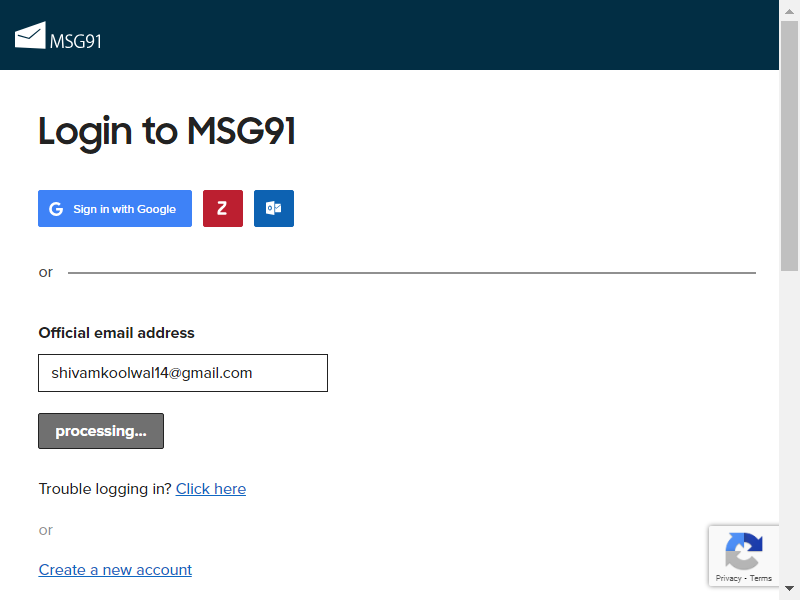 MSG91
Login to MSG91
Sign in with Google
Z
or
Official email address
shivamkoolwal14@gmail.com
processing...
Trouble logging in? Click here
or
Create a new account
Privacy - Terms